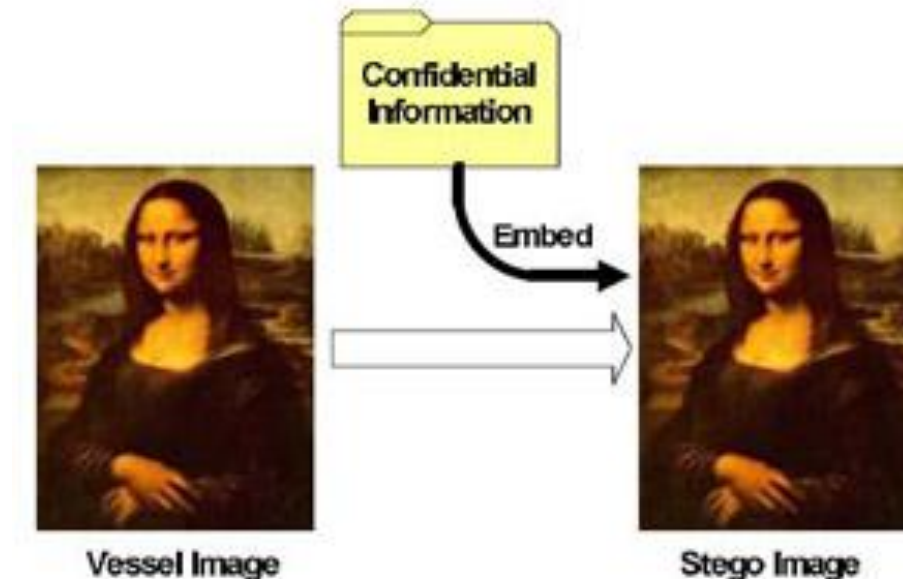 Confidential
Information
Embed
Vessel Image
Stego Image